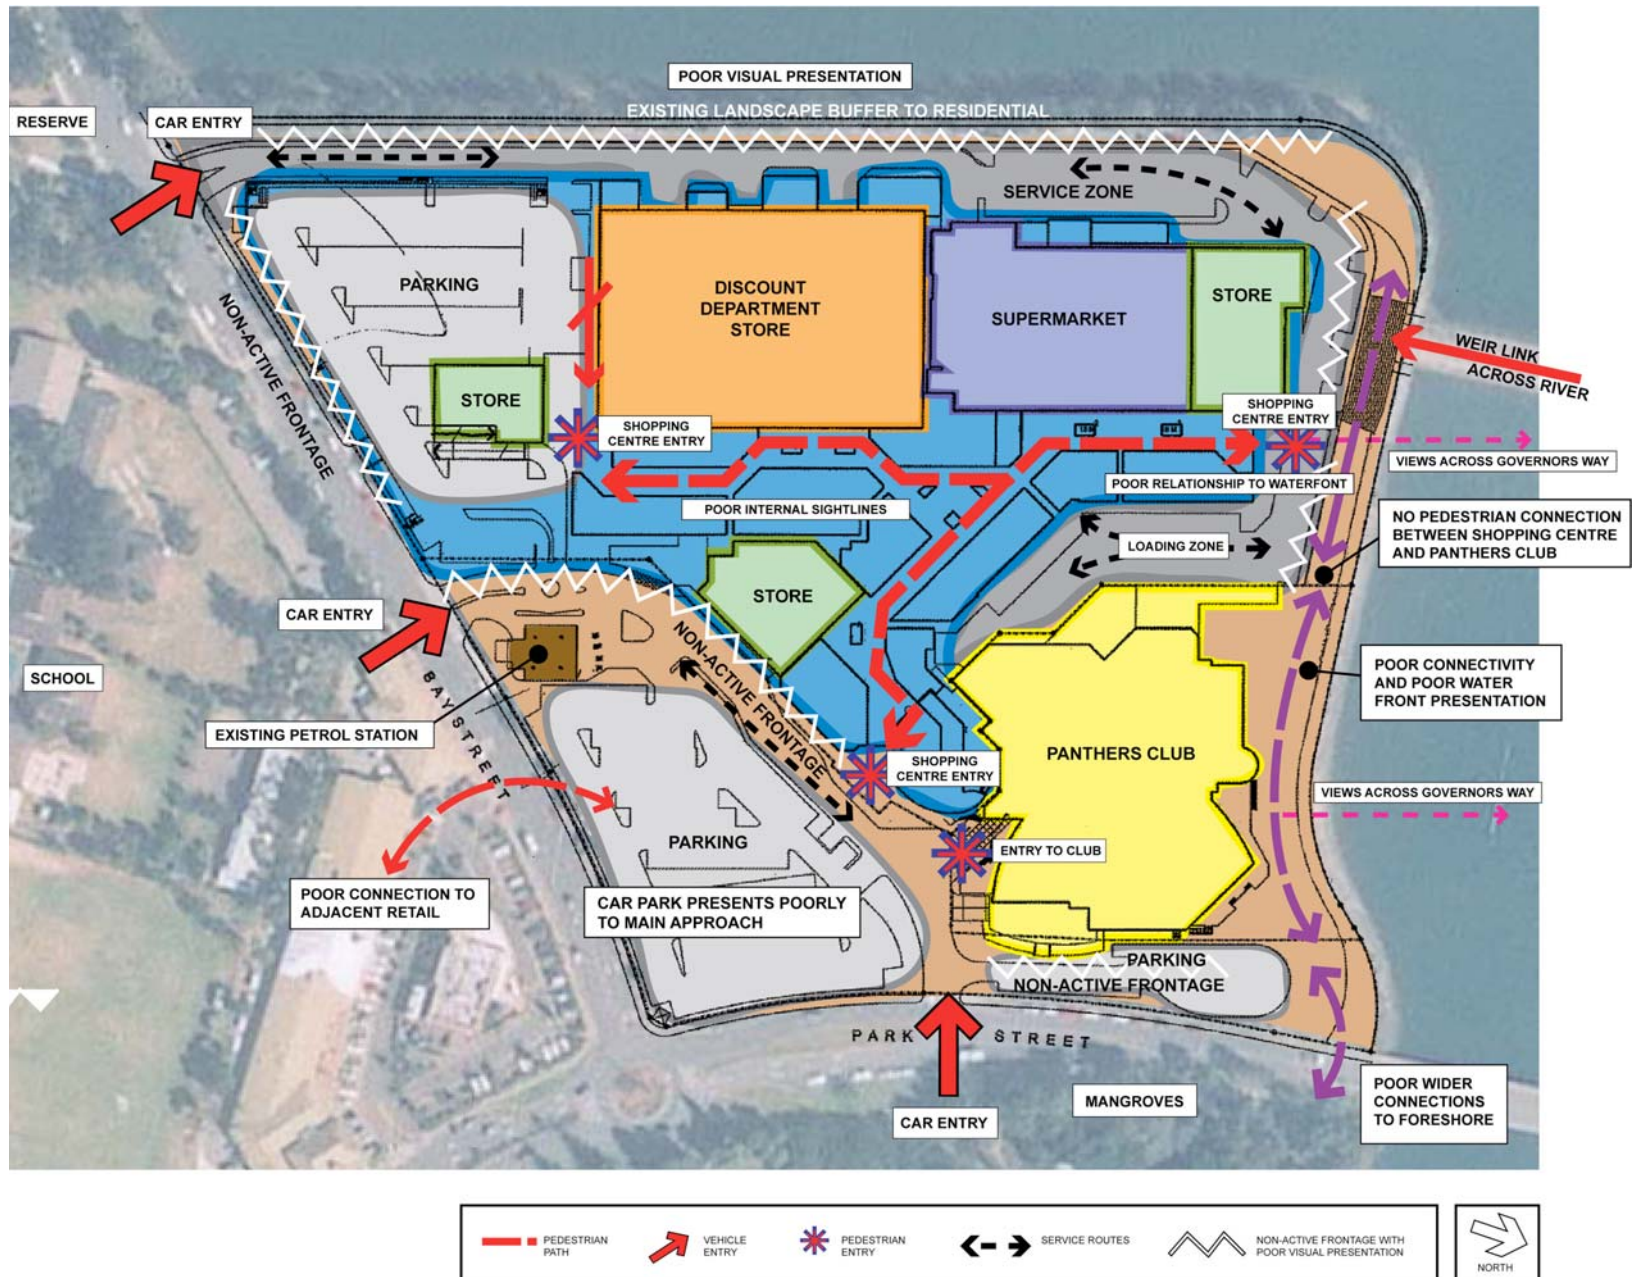 POOR VISUAL PRESENTATION
EXISTING LANDSCAPE BUFFER TO RESIDENTIAL
RESERVE
CAR ENTRY
SERVICE ZONE
PARKING
DISCOUNT
DEPARTMENT
STORE
SUPERMARKET
STORE
NON-ACTIVE FRONTAGE
STORE
SHOPPING
CENTRE ENTRY
SHOPPING
CENTRE ENTRY
WEIR LINK
ACROSS RIVER
VIEWS ACROSS GOVERNORS WAY
POOR RELATIONSHIP TO WATERFONT
POOR INTERNAL SIGHTLINES
LOADING ZONE
NO PEDESTRIAN CONNECTION
BETWEEN SHOPPING CENTRE
AND PANTHERS CLUB
STORE
CAR ENTRY
NON-ACTIVE FRONTAGE
SCHOOL
BAY STREET
POOR CONNECTIVITY
AND POOR WATER
FRONT PRESENTATION
EXISTING PETROL STATION
PANTHERS CLUB
SHOPPING
CENTRE ENTRY
VIEWS ACROSS GOVERNORS WAY
PARKING
ENTRY TO CLUB
POOR CONNECTION TO
ADJACENT RETAIL
CAR PARK PRESENTS POORLY
TO MAIN APPROACH
PARKING
NON-ACTIVE FRONTAGE
PARK STREET
CAR ENTRY
MANGROVES
POOR WIDER
CONNECTIONS
TO FORESHORE
PEDESTRIAN
PATH
VEHICLE
ENTRY
PEDESTRIAN
ENTRY
SERVICE ROUTES
NON-ACTIVE FRONTAGE WITH
POOR VISUAL PRESENTATION
NORTH